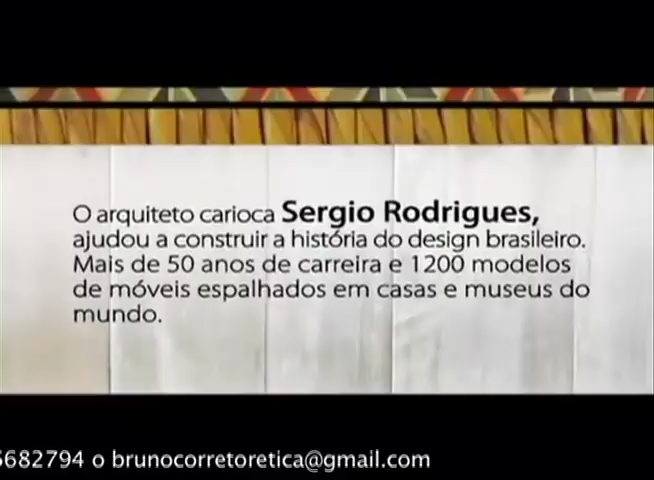 O arquiteto carioca Sergio Rodrigues,
ajudou a construir a história do design brasileiro.
Mais de 50 anos de carreira e 1200 modelos
de móveis espalhados em casas e museus do
mundo.
5682794 o brunocorretoretica@gmail.com